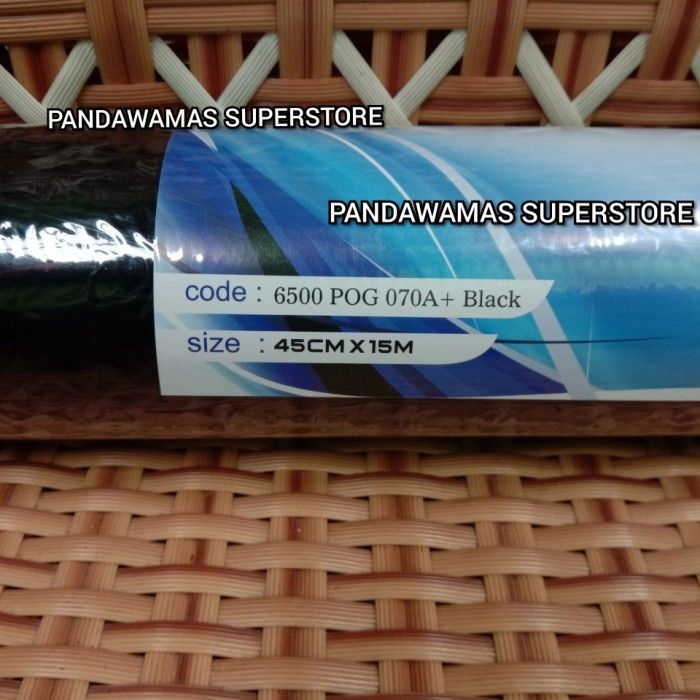 PANDAWAMAS SUPERSTORE
PANDAWAMAS SUPERSTORE
code : 6500 POG 070A+ Black
size : 45CM X 15M